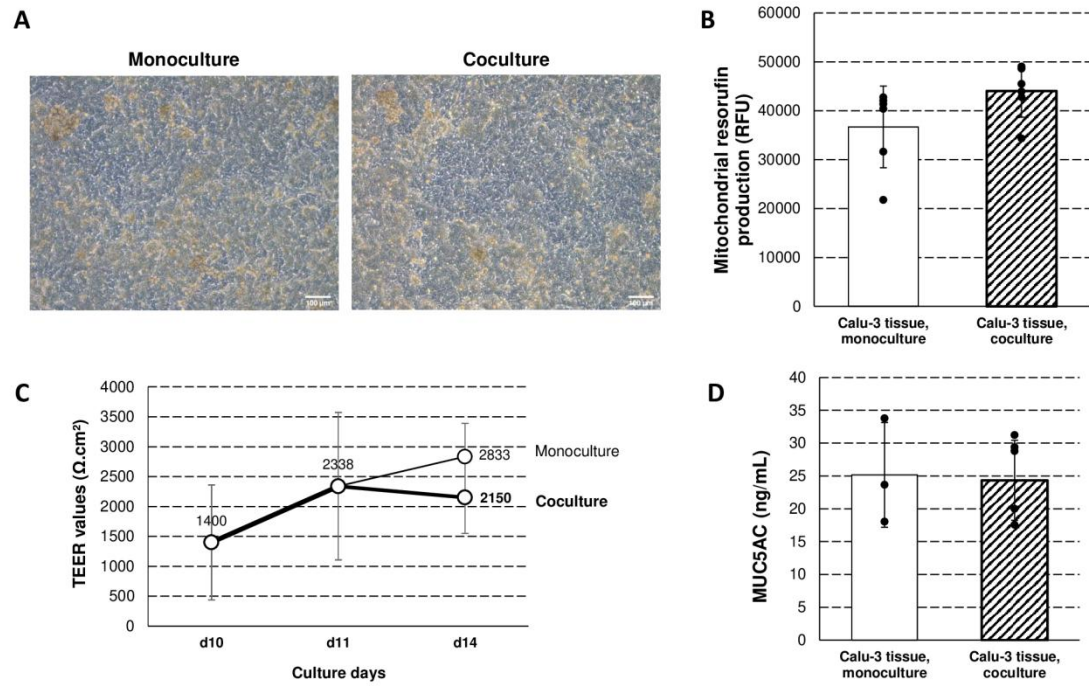 A
Monoculture
Coculture
100 µm
100 µm
B
Mitochondrial resorufin
production (RFU)
60000
50000
40000
30000
20000
10000
0
Calu-3 tissue,
monoculture
Calu-3 tissue,
coculture
C
TEER values (Ω.cm²)
4000
3500
3000
2500
2000
1500
1000
500
0
1400
2338
2833
2150
Monoculture
Coculture
d10
d11
d14
Culture days
D
MUC5AC (ng/mL)
40
35
30
25
20
15
10
5
0
Calu-3 tissue,
monoculture
Calu-3 tissue,
coculture